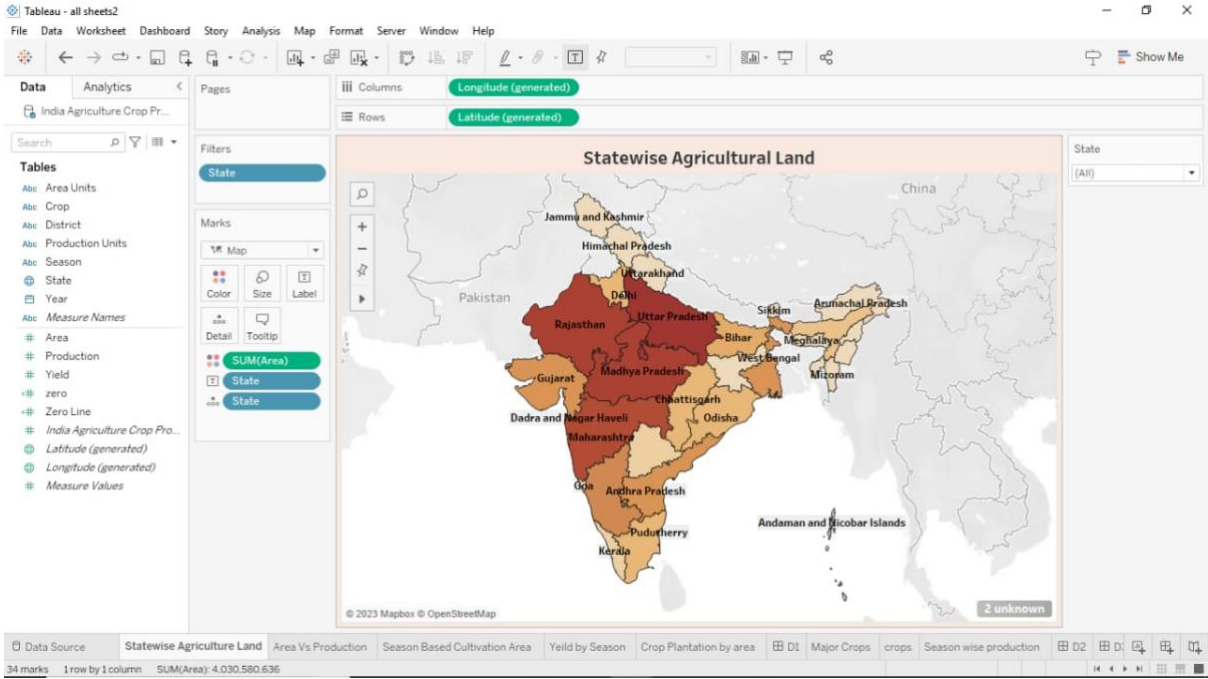 Tableau - all sheets2
File Data Worksheet Dashboard Story Analysis Map Format Server Window Help
Show Me
Data Analytics
India Agriculture Crop Pr...
Search
Tables
Abc Area Units
Abc Crop
Abc District
Abc Production Units
Abc Season
State
Year
Abc Measure Names
# Area
# Production
# Yield
=# zero
=# Zero Line
# India Agriculture Crop Pro...
Latitude (generated)
Longitude (generated)
# Measure Values
Pages
Filters
State
Marks
Map
Color Size Label
Detail Tooltip
SUM(Area)
State
State
Columns Longitude (generated)
Rows Latitude (generated)
Statewise Agricultural Land
China
Jammu and Kashmir
Himachal Pradesh
Uttarakhand
Pakistan
Delhi
Sikkim
Arunachal Pradesh
Rajasthan
Uttar Pradesh
Bihar
Meghalaya
West Bengal
Gujarat
Madhya Pradesh
Mizoram
Chhattisgarh
Dadra and Nagar Haveli
Odisha
Maharashtra
Goa
Andhra Pradesh
Andaman and Nicobar Islands
Puducherry
Kerala
© 2023 Mapbox © OpenStreetMap
2 unknown
State
(All)
Data Source Statewise Agriculture Land Area Vs Production Season Based Cultivation Area Yeild by Season Crop Plantation by area D1 Major Crops crops Season wise production D2
34 marks 1 row by 1 column SUM(Area): 4,030,580,636